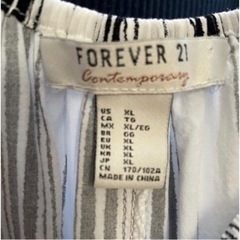 FOREVER 21
Contemporary
US XL
CA TG
MX XL/EG
BR GG
EU XL
UK XL
KR XL
JP XL
CN 170/102A
MADE IN CHINA